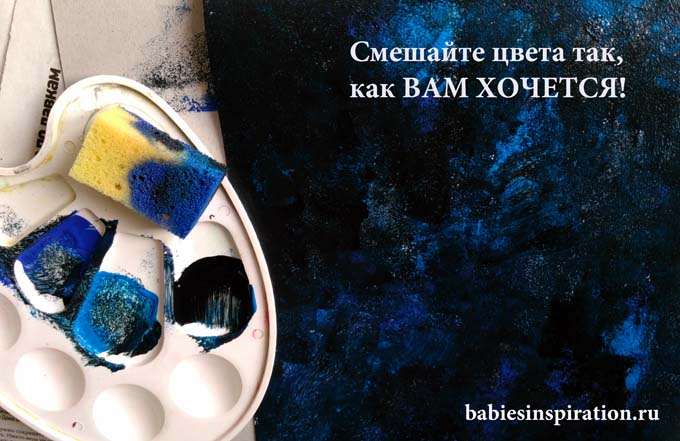 Смешайте цвета так,
как ВАМ ХОЧЕТСЯ!
babiesinspiration.ru